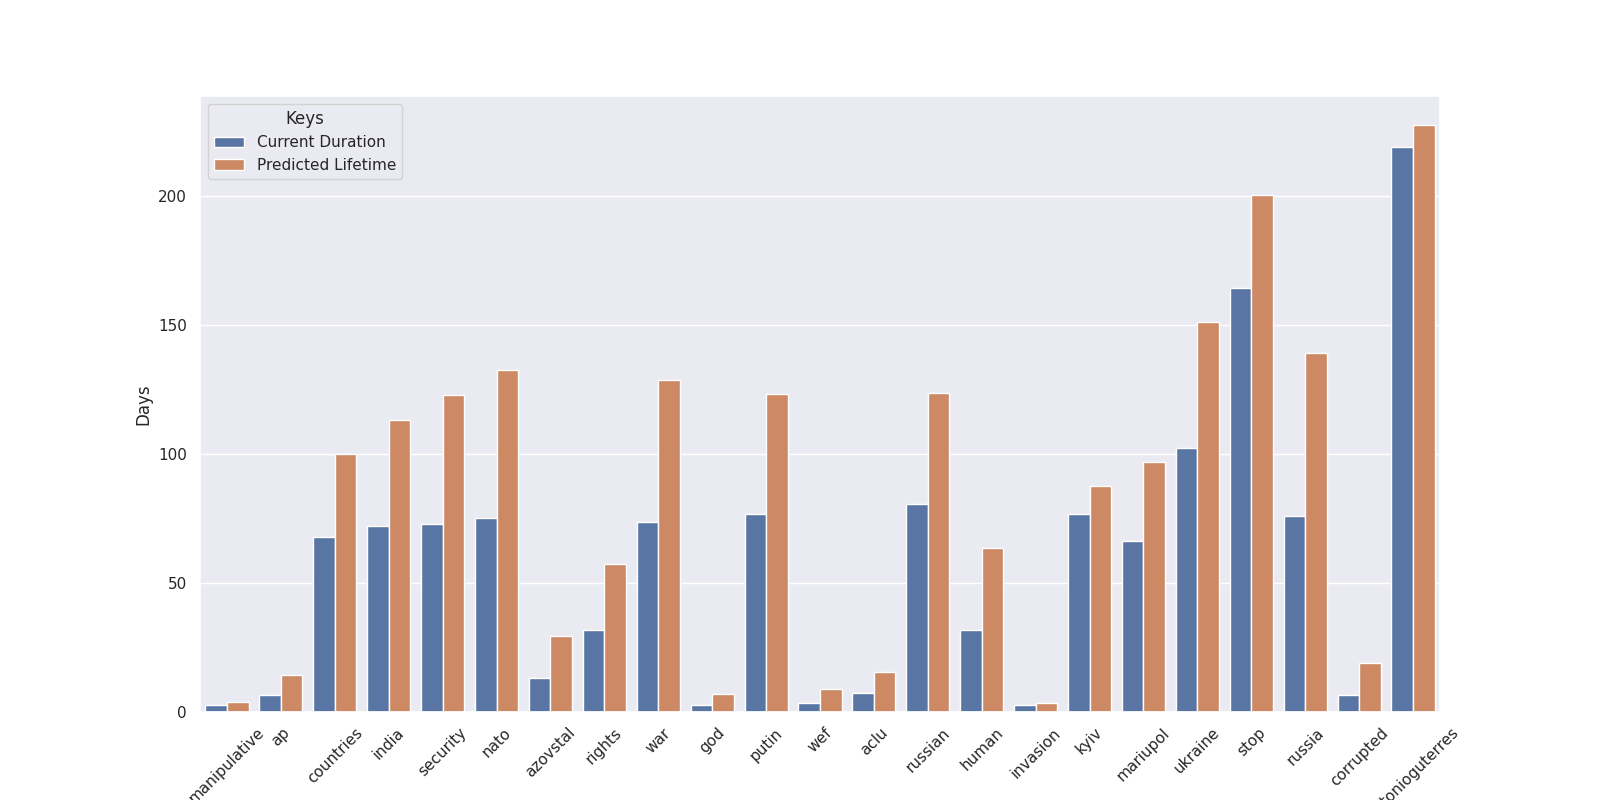 Keys
Current Duration
Predicted Lifetime
Days
200
150
100
50
0
manipulative
ap
countries
india
security
nato
azovstal
rights
war
god
putin
wef
aclu
russian
human
invasion
kyiv
mariupol
ukraine
stop
russia
corrupted
tonioguterres